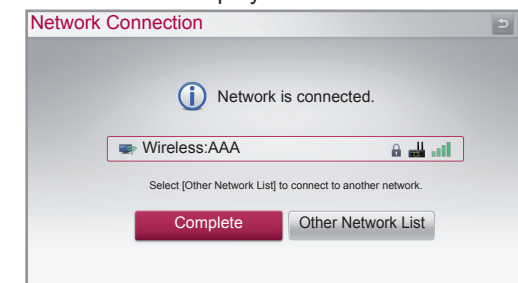 Network Connection
Network is connected.
Wireless:AAA
Select [Other Network List] to connect to another network.
Complete
Other Network List